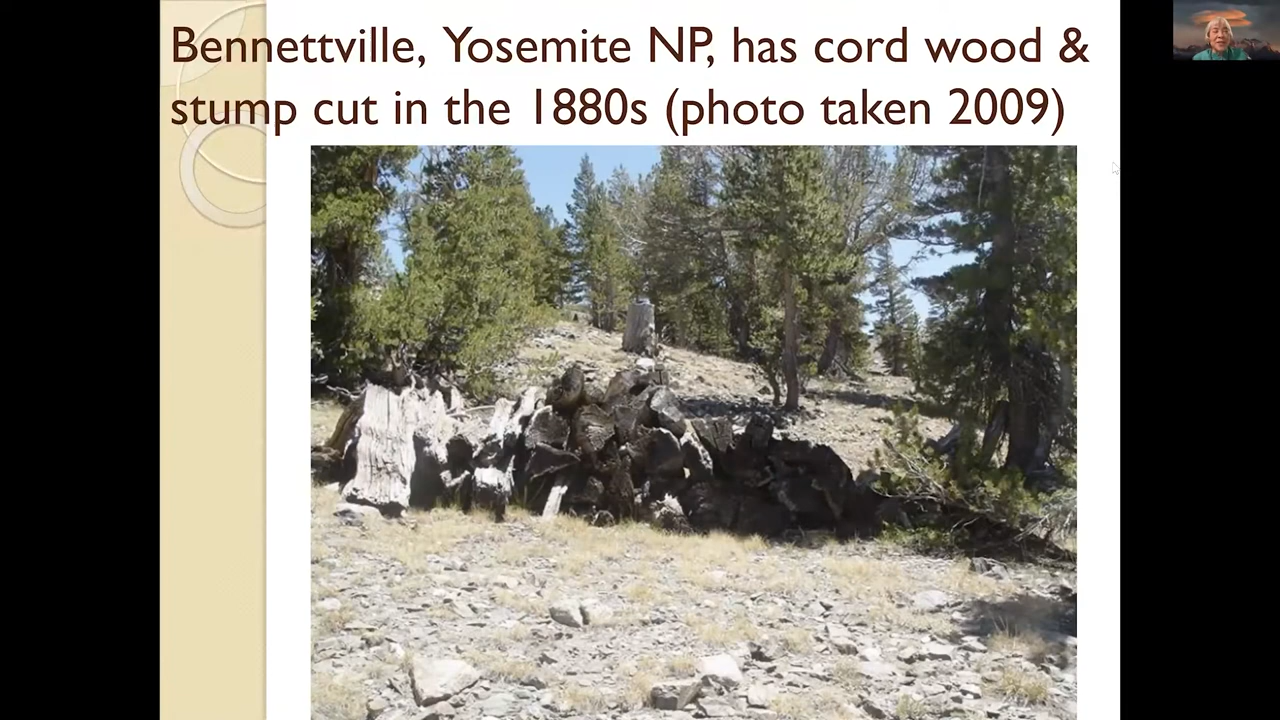 Bennettville, Yosemite NP, has cord wood &
stump cut in the 1880s (photo taken 2009)